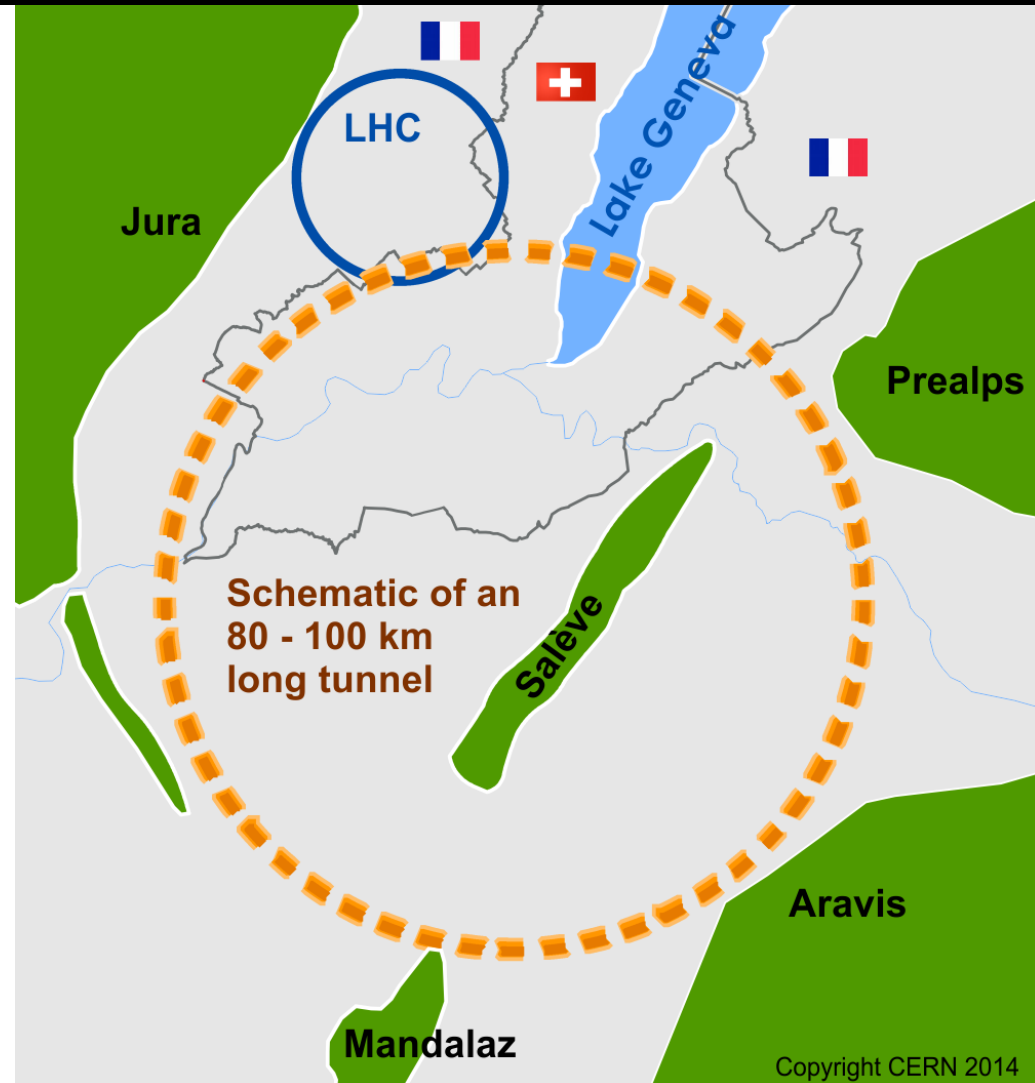 LHC
Lake Geneva
Jura
Prealps
Schematic of an
80 - 100 km
long tunnel
Salève
Aravis
Mandalaz
Copyright CERN 2014